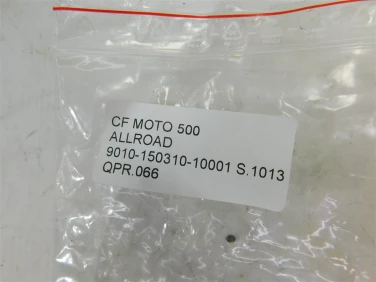 CF MOTO 500
ALLROAD
9010-150310-10001 S.1013
QPR.066